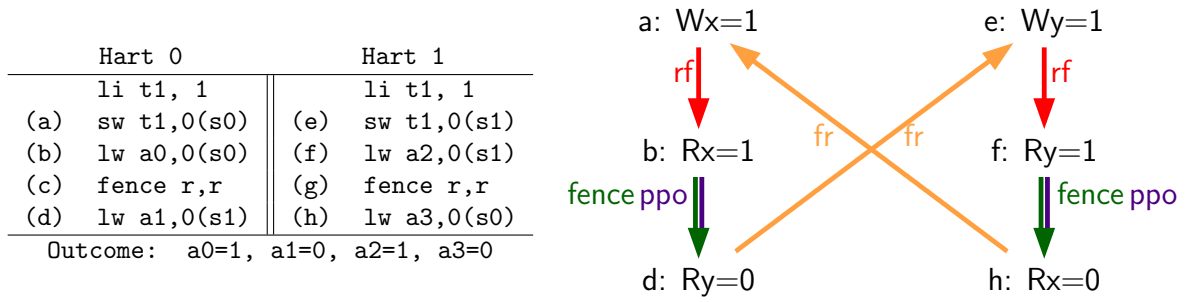 Hart 0 Hart 1
li t1, 1 li t1, 1
(a) sw t1,0(s0) (e) sw t1,0(s1)
(b) lw a0,0(s0) (f) lw a2,0(s1)
(c) fence r,r (g) fence r,r
(d) lw a1,0(s1) (h) lw a3,0(s0)
Outcome: a0=1, a1=0, a2=1, a3=0
a: Wx=1 e: Wy=1
rf rf
fr fr
b: Rx=1 f: Ry=1
fence ppo fence ppo
d: Ry=0 h: Rx=0